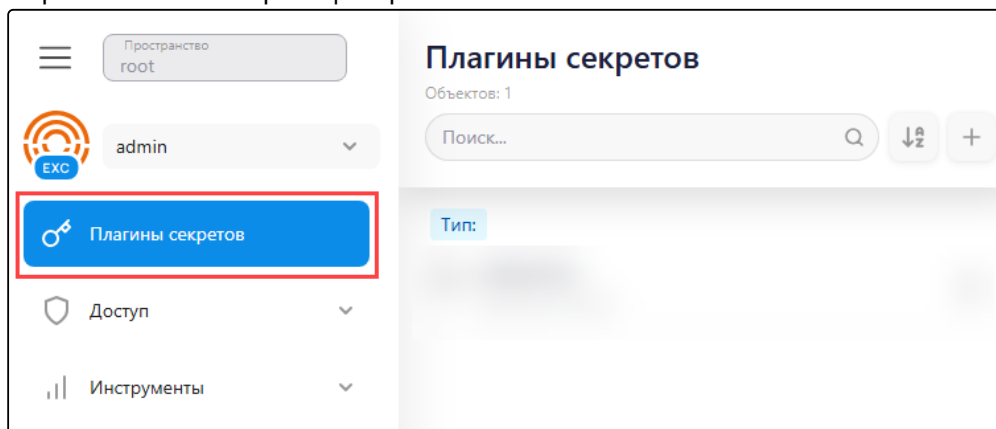 Пространство
root
Плагины секретов
Объектов: 1
admin
EXC
Поиск...
Плагины секретов
Тип:
Доступ
Инструменты